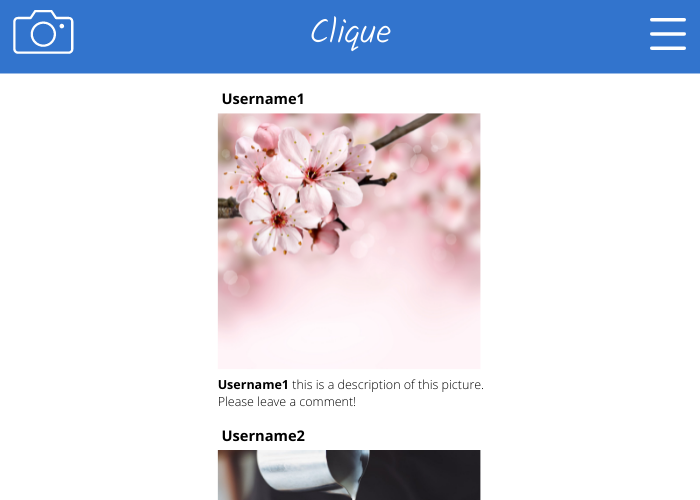 Clique
Username1
Username1 this is a description of this picture.
Please leave a comment!
Username2